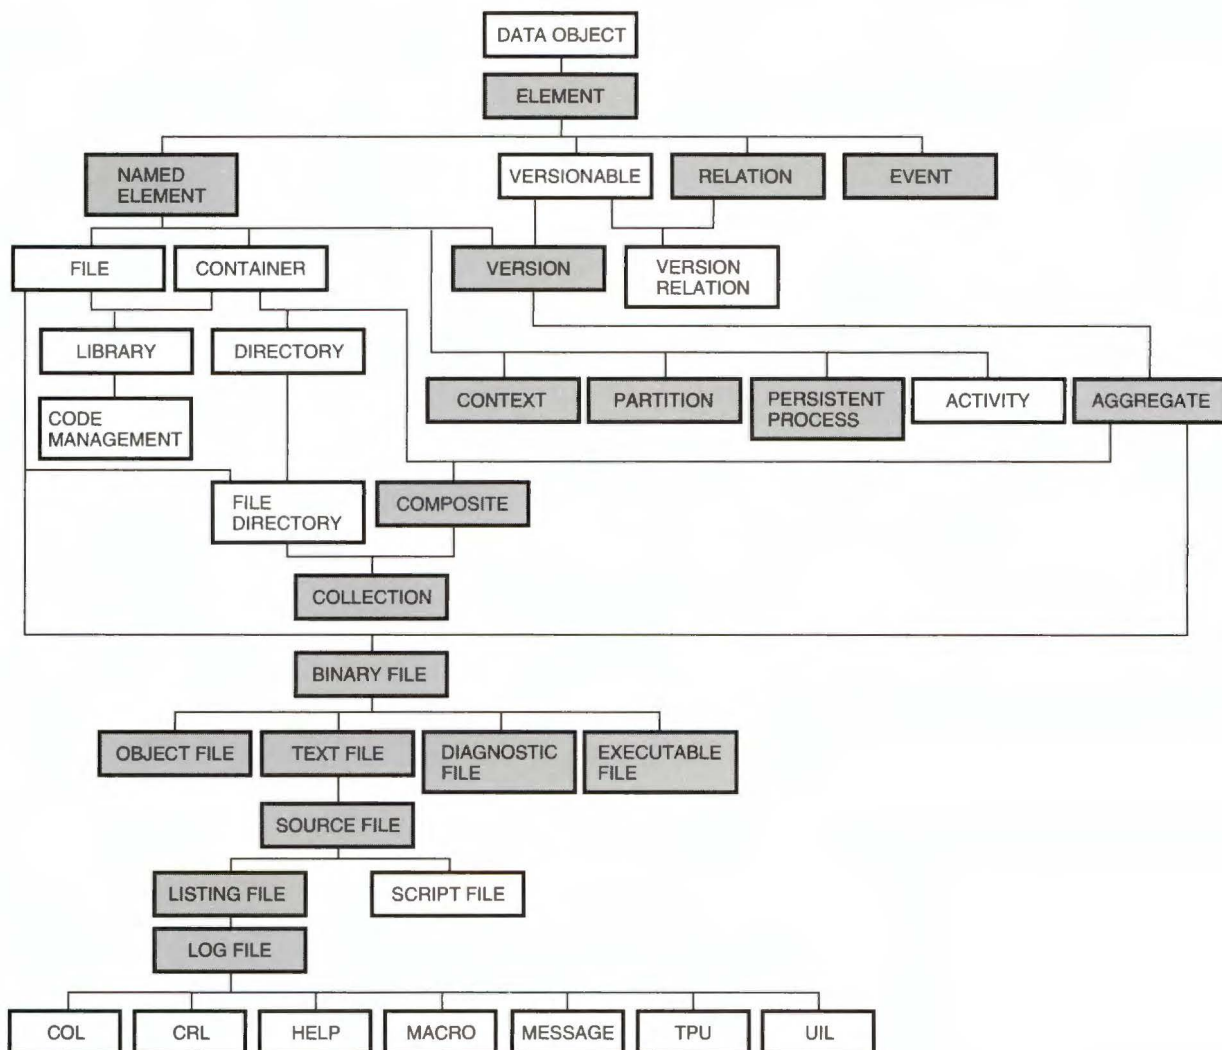 DATA OBJECT
ELEMENT
NAMED
ELEMENT
VERSIONABLE
RELATION
EVENT
FILE
CONTAINER
VERSION
VERSION
RELATION
LIBRARY
DIRECTORY
CONTEXT
PARTITION
PERSISTENT
PROCESS
ACTIVITY
AGGREGATE
CODE
MANAGEMENT
FILE
DIRECTORY
COMPOSITE
COLLECTION
BINARY FILE
OBJECT FILE
TEXT FILE
DIAGNOSTIC
FILE
EXECUTABLE
FILE
SOURCE FILE
LISTING FILE
SCRIPT FILE
LOG FILE
COL
CRL
HELP
MACRO
MESSAGE
TPU
UIL